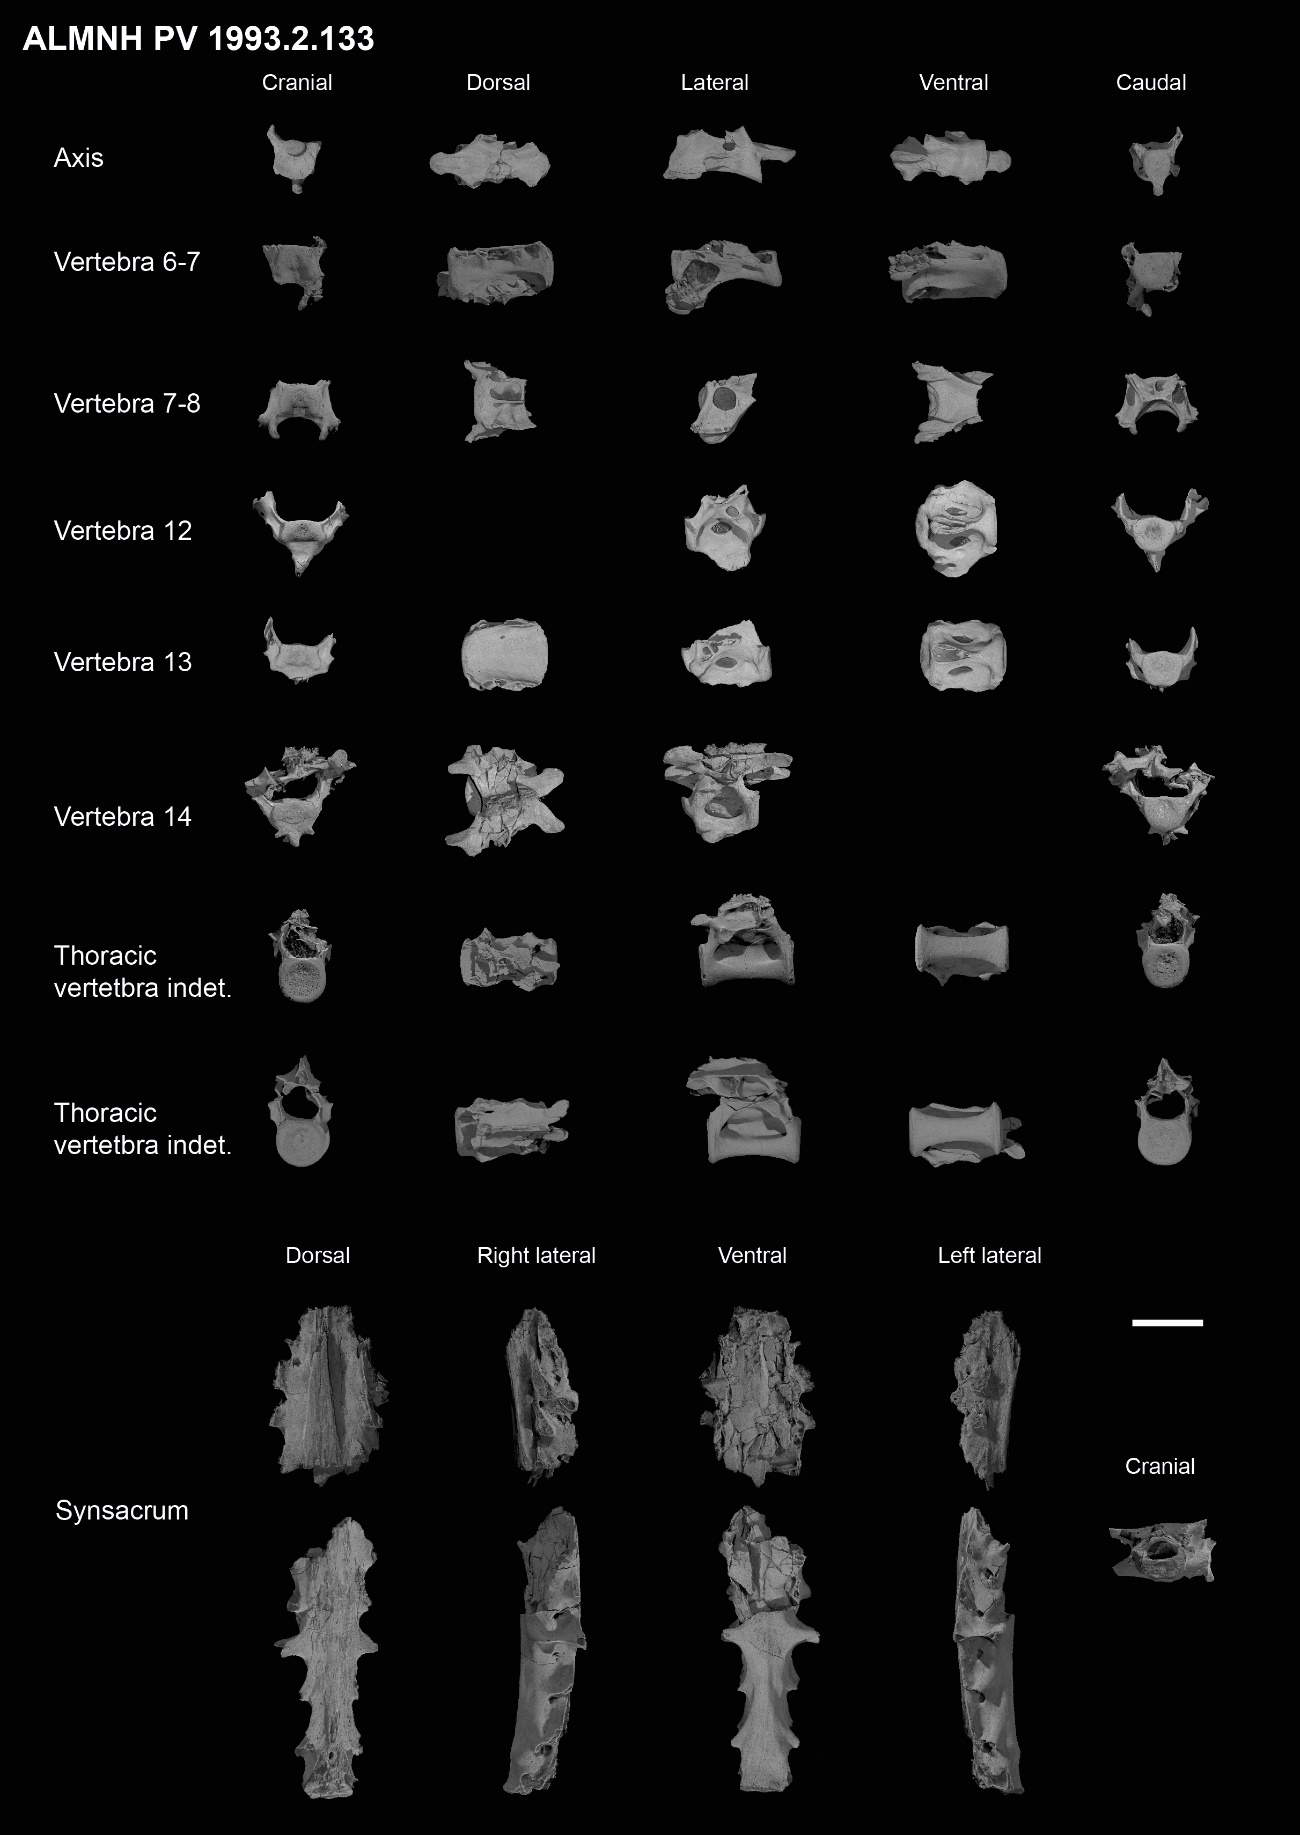 ALMNH PV 1993.2.133
Cranial Dorsal Lateral Ventral Caudal
Axis
Vertebra 6-7
Vertebra 7-8
Vertebra 12
Vertebra 13
Vertebra 14
Thoracic
vertetbra indet.
Thoracic
vertetbra indet.
Dorsal Right lateral Ventral Left lateral
Cranial
Synsacrum